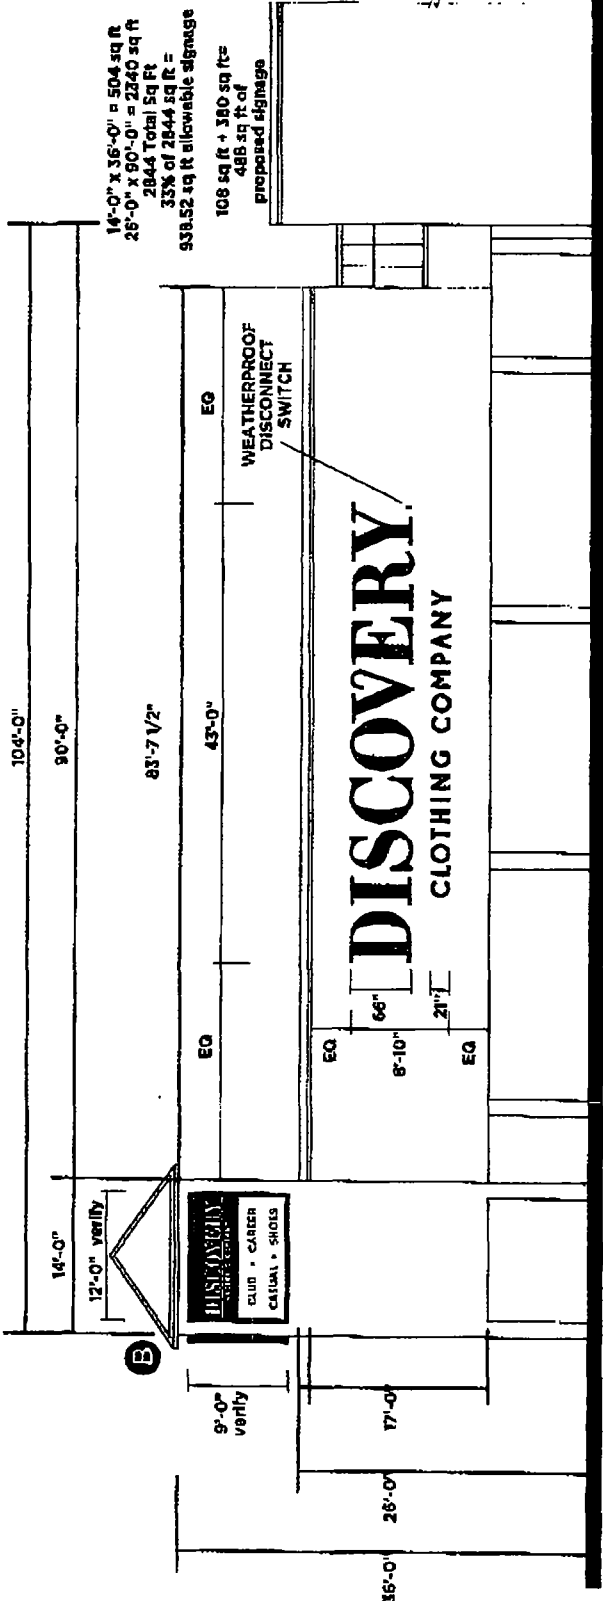 104'-0"
90'-0"
14'-0"
12'-0" verify
83'-7 1/2"
EQ
43'-0"
EQ
14'-0" x 36'-0" = 504 sq ft
26'-0" x 90'-0" = 2340 sq ft
2844 Total Sq Ft
33% of 2844 sq ft =
938.52 sq ft allowable signage
108 sq ft + 380 sq ft=
488 sq ft of
proposed signage
WEATHERPROOF
DISCONNECT
SWITCH
B
DISCOVERY
CLUB • CAREER
CASUAL • SHOES
9'-0"
verify
EQ
66"
8'-10"
21"
EQ
DISCOVERY
CLOTHING COMPANY
17'-0"
26'-0"
36'-0"